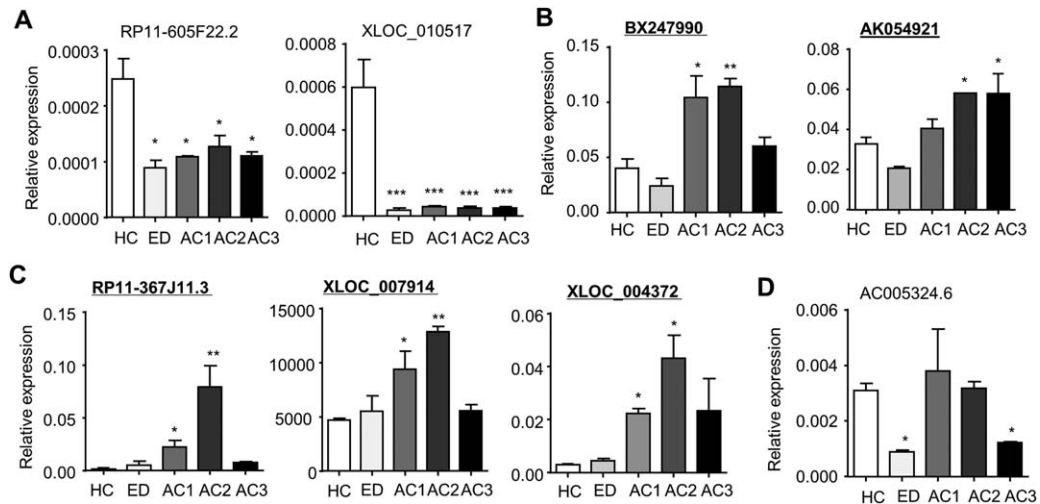 A
RP11-605F22.2
Relative expression
0.0003
0.0002
0.0001
0.0000
*
*
*
*
HC ED AC1 AC2 AC3
XLOC_010517
0.0008
0.0006
0.0004
0.0002
0.0000
***
***
***
***
HC ED AC1 AC2 AC3
B
BX247990
Relative expression
0.15
0.10
0.05
0.00
*
**
HC ED AC1 AC2 AC3
AK054921
0.08
0.06
0.04
0.02
0.00
*
*
HC ED AC1 AC2 AC3
C
RP11-367J11.3
Relative expression
0.15
0.10
0.05
0.00
*
**
HC ED AC1 AC2 AC3
XLOC_007914
15000
10000
5000
0
*
**
HC ED AC1 AC2 AC3
XLOC_004372
0.06
0.04
0.02
0.00
*
*
HC ED AC1 AC2 AC3
D
AC005324.6
Relative expression
0.006
0.004
0.002
0.000
*
*
HC ED AC1 AC2 AC3